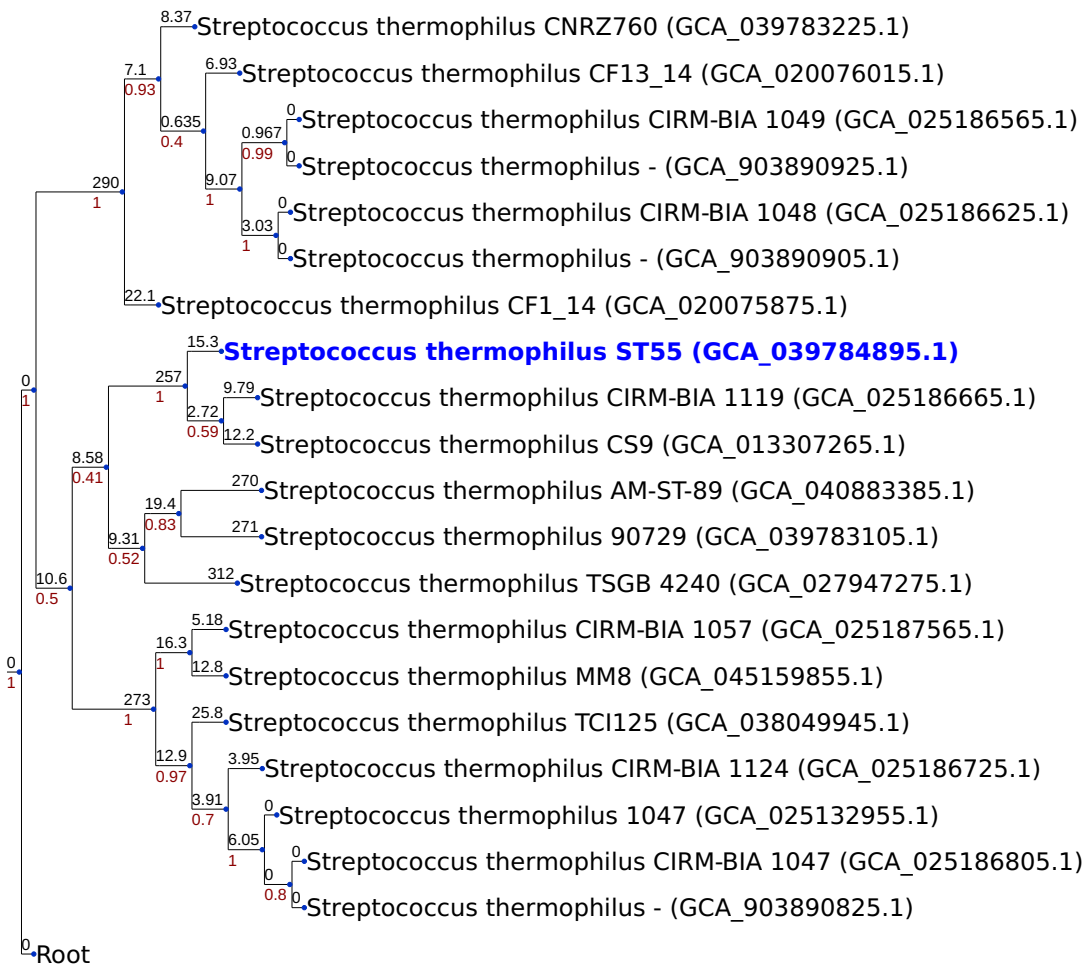 8.37
Streptococcus thermophilus CNRZ760 (GCA_039783225.1)
7.1
0.93
6.93
Streptococcus thermophilus CF13_14 (GCA_020076015.1)
0.635
0.4
0
Streptococcus thermophilus CIRM-BIA 1049 (GCA_025186565.1)
0.967
0.99
0
Streptococcus thermophilus - (GCA_903890925.1)
290
1
9.07
1
0
Streptococcus thermophilus CIRM-BIA 1048 (GCA_025186625.1)
3.03
1
0
Streptococcus thermophilus - (GCA_903890905.1)
22.1
Streptococcus thermophilus CF1_14 (GCA_020075875.1)
15.3
Streptococcus thermophilus ST55 (GCA_039784895.1)
0
1
257
1
9.79
Streptococcus thermophilus CIRM-BIA 1119 (GCA_025186665.1)
2.72
0.59
12.2
Streptococcus thermophilus CS9 (GCA_013307265.1)
8.58
0.41
270
Streptococcus thermophilus AM-ST-89 (GCA_040883385.1)
19.4
0.83
271
Streptococcus thermophilus 90729 (GCA_039783105.1)
9.31
0.52
312
Streptococcus thermophilus TSGB 4240 (GCA_027947275.1)
10.6
0.5
5.18
Streptococcus thermophilus CIRM-BIA 1057 (GCA_025187565.1)
16.3
1
12.8
Streptococcus thermophilus MM8 (GCA_045159855.1)
0
1
273
1
25.8
Streptococcus thermophilus TCI125 (GCA_038049945.1)
12.9
0.97
3.95
Streptococcus thermophilus CIRM-BIA 1124 (GCA_025186725.1)
3.91
0.7
0
Streptococcus thermophilus 1047 (GCA_025132955.1)
6.05
1
0
Streptococcus thermophilus CIRM-BIA 1047 (GCA_025186805.1)
0
0.8
0
Streptococcus thermophilus - (GCA_903890825.1)
0
Root